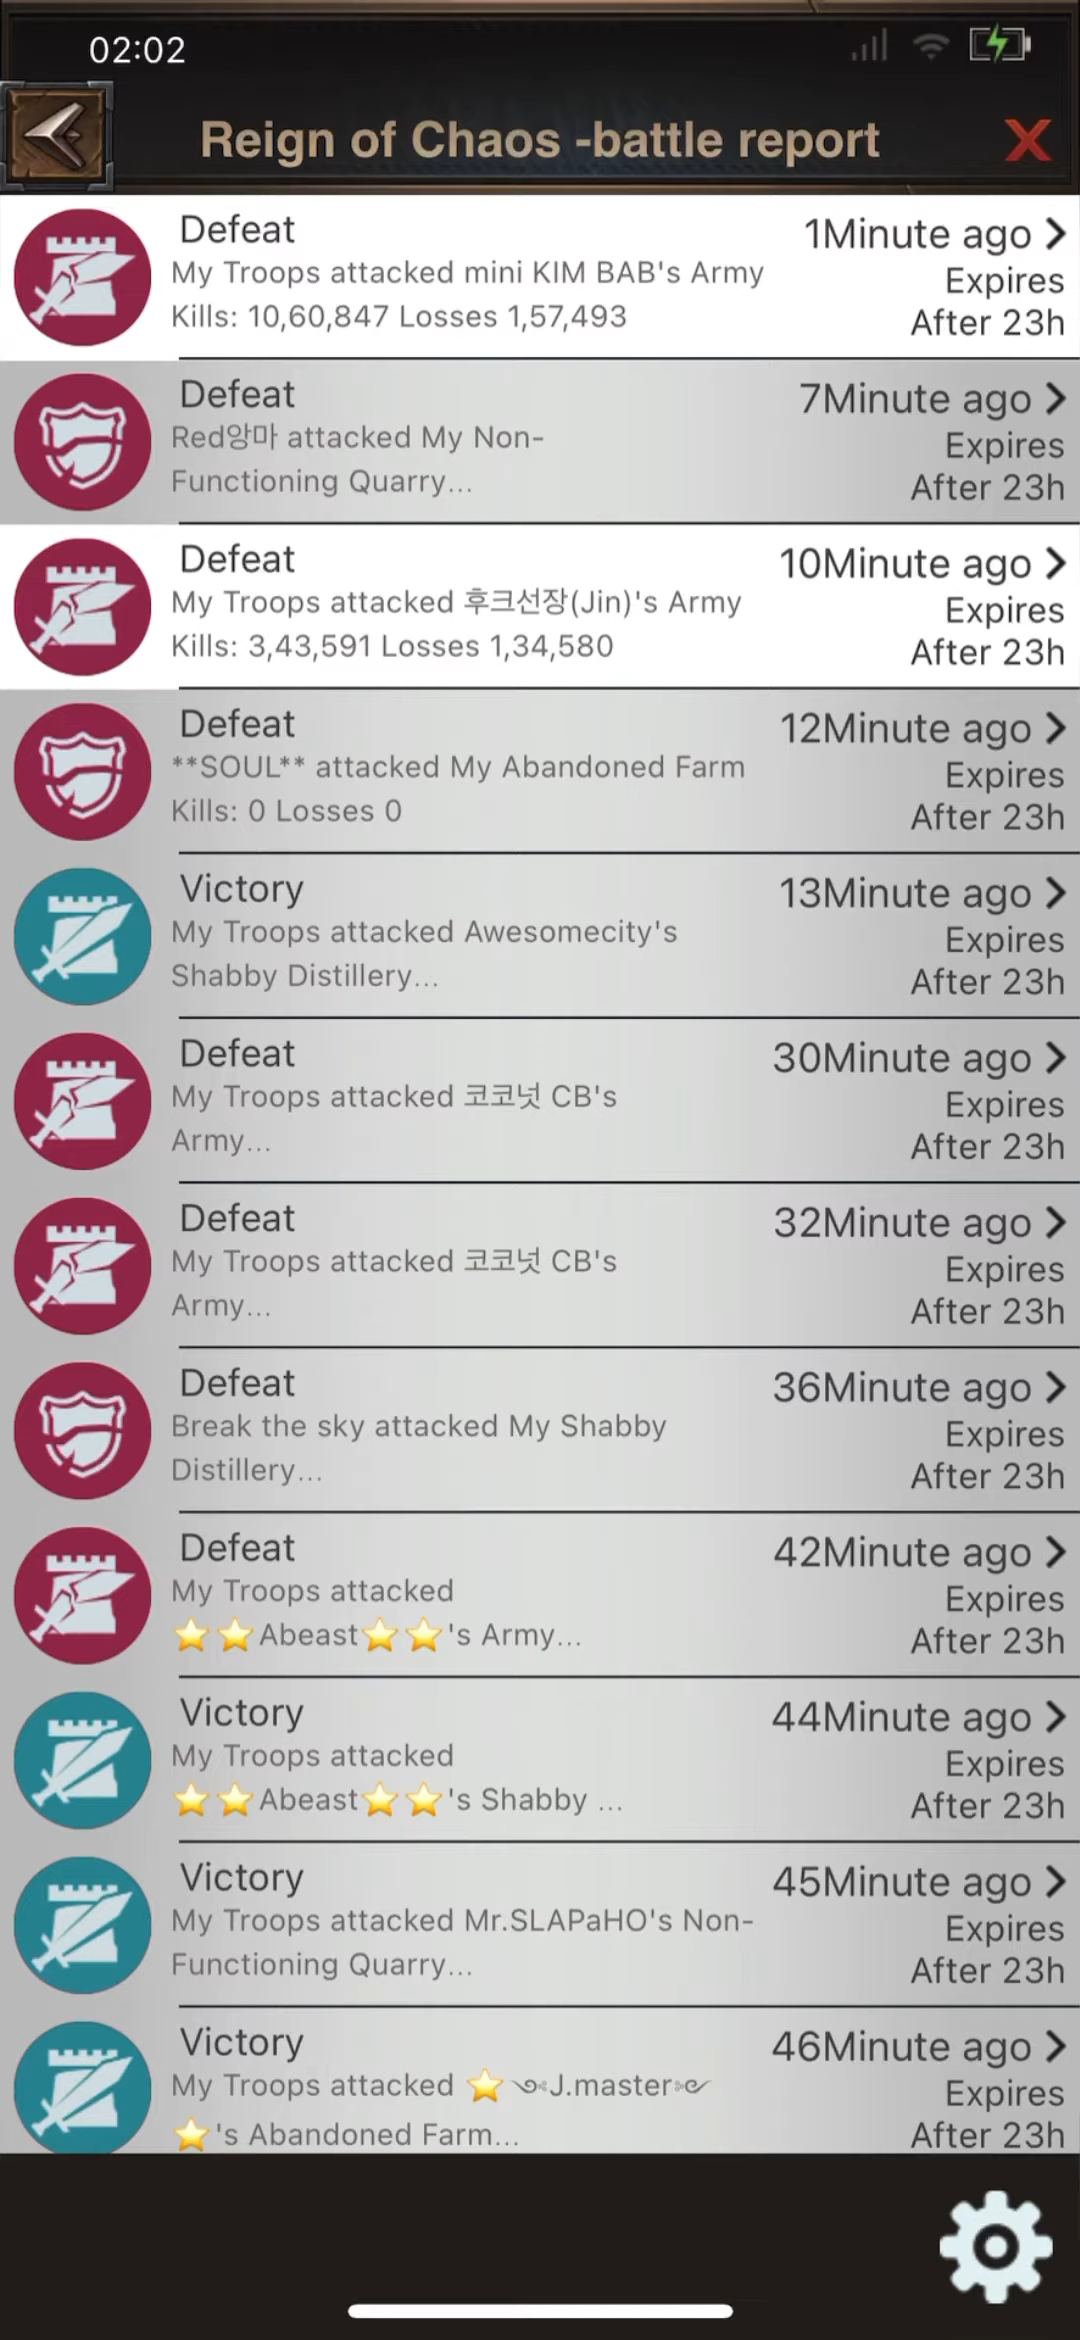 02:02
Reign of Chaos -battle report
X
Defeat
1Minute ago
My Troops attacked mini KIM BAB's Army
Expires
Kills: 10,60,847 Losses 1,57,493
After 23h
Defeat
7Minute ago
Red앙마 attacked My Non-
Expires
Functioning Quarry...
After 23h
Defeat
10Minute ago
My Troops attacked 후크선장(Jin)'s Army
Expires
Kills: 3,43,591 Losses 1,34,580
After 23h
Defeat
12Minute ago
**SOUL** attacked My Abandoned Farm
Expires
Kills: 0 Losses 0
After 23h
Victory
13Minute ago
My Troops attacked Awesomecity's
Expires
Shabby Distillery...
After 23h
Defeat
30Minute ago
My Troops attacked 코코넛 CB's
Expires
Army...
After 23h
Defeat
32Minute ago
My Troops attacked 코코넛 CB's
Expires
Army...
After 23h
Defeat
36Minute ago
Break the sky attacked My Shabby
Expires
Distillery...
After 23h
Defeat
42Minute ago
My Troops attacked
Expires
⭐⭐Abeast⭐⭐'s Army...
After 23h
Victory
44Minute ago
My Troops attacked
Expires
⭐⭐Abeast⭐⭐'s Shabby ...
After 23h
Victory
45Minute ago
My Troops attacked Mr.SLAPaHO's Non-
Expires
Functioning Quarry...
After 23h
Victory
46Minute ago
My Troops attacked ⭐༺J.master༻
Expires
⭐'s Abandoned Farm...
After 23h